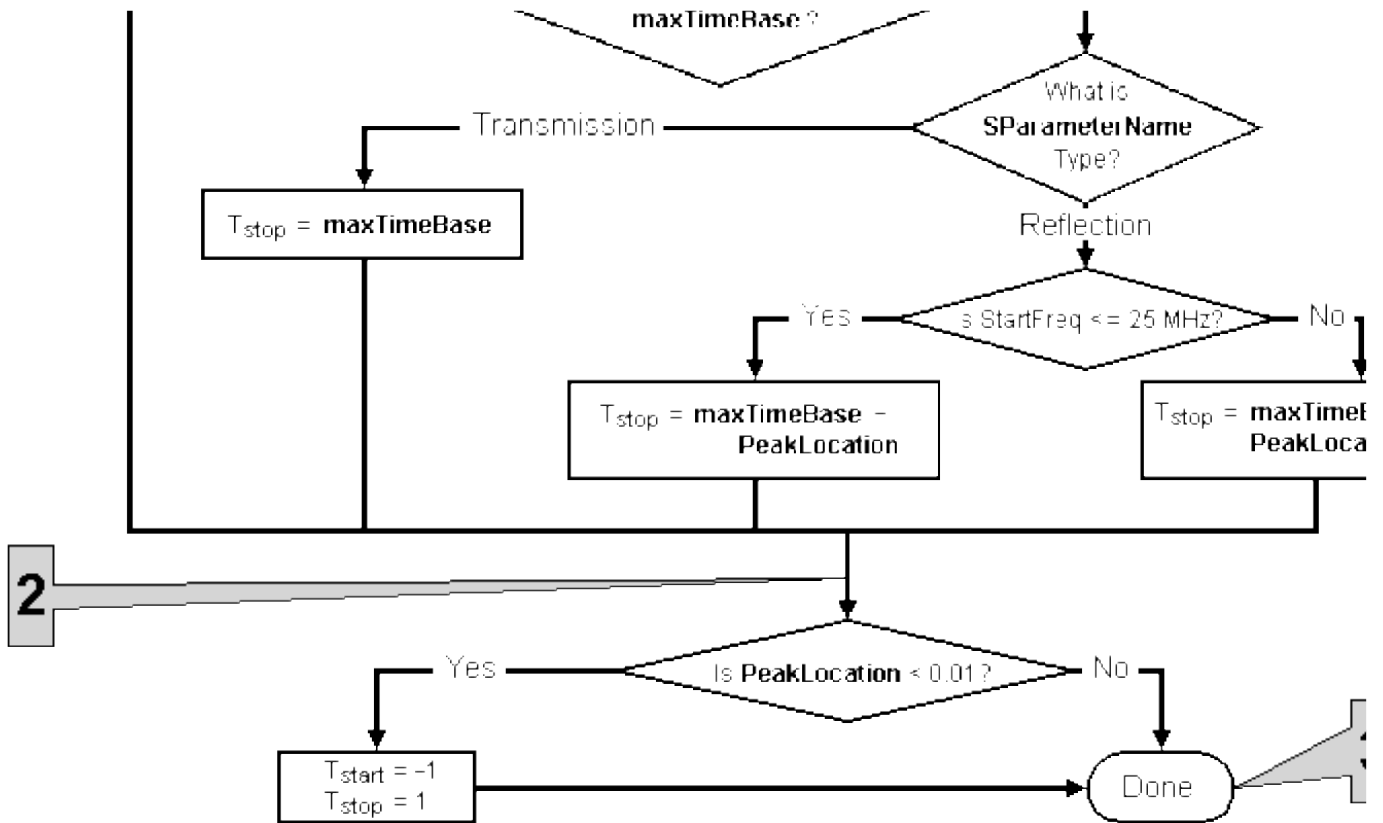 maxTimeBase ?
What is
SParameterName
Type?
Transmission
Tstop = maxTimeBase
Reflection
Yes
s StartFreq <= 25 MHz?
No
Tstop = maxTimeBase -
PeakLocation
Tstop =
2
Yes
Is PeakLocation < 0.01?
No
Tstart = -1
Tstop = 1
Done